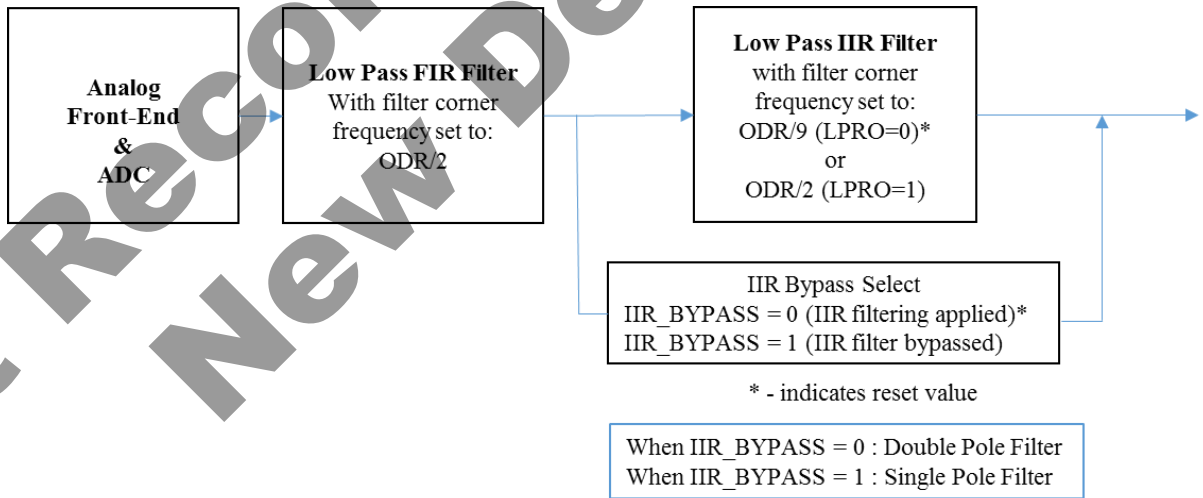 Analog
Front-End
&
ADC
Low Pass FIR Filter
With filter corner
frequency set to:
ODR/2
Low Pass IIR Filter
with filter corner
frequency set to:
ODR/9 (LPRO=0)*
or
ODR/2 (LPRO=1)
IIR Bypass Select
IIR_BYPASS = 0 (IIR filtering applied)*
IIR_BYPASS = 1 (IIR filter bypassed)
* - indicates reset value
When IIR_BYPASS = 0 : Double Pole Filter
When IIR_BYPASS = 1 : Single Pole Filter
New